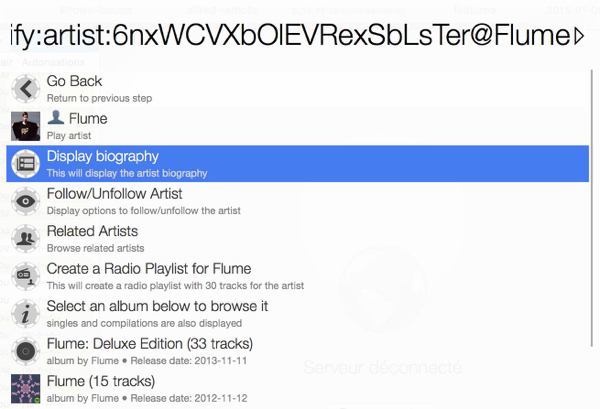 ify:artist:6nxWCVXbOlEVRexSbLsTer@Flume▷
Go Back
Return to previous step
Flume
Play artist
Display biography
This will display the artist biography
Follow/Unfollow Artist
Display options to follow/unfollow the artist
Related Artists
Browse related artists
Create a Radio Playlist for Flume
This will create a radio playlist with 30 tracks for the artist
Select an album below to browse it
singles and compilations are also displayed
Flume: Deluxe Edition (33 tracks)
album by Flume • Release date: 2013-11-11
Serveur déconnecté
Flume (15 tracks)
album by Flume • Release date: 2012-11-12